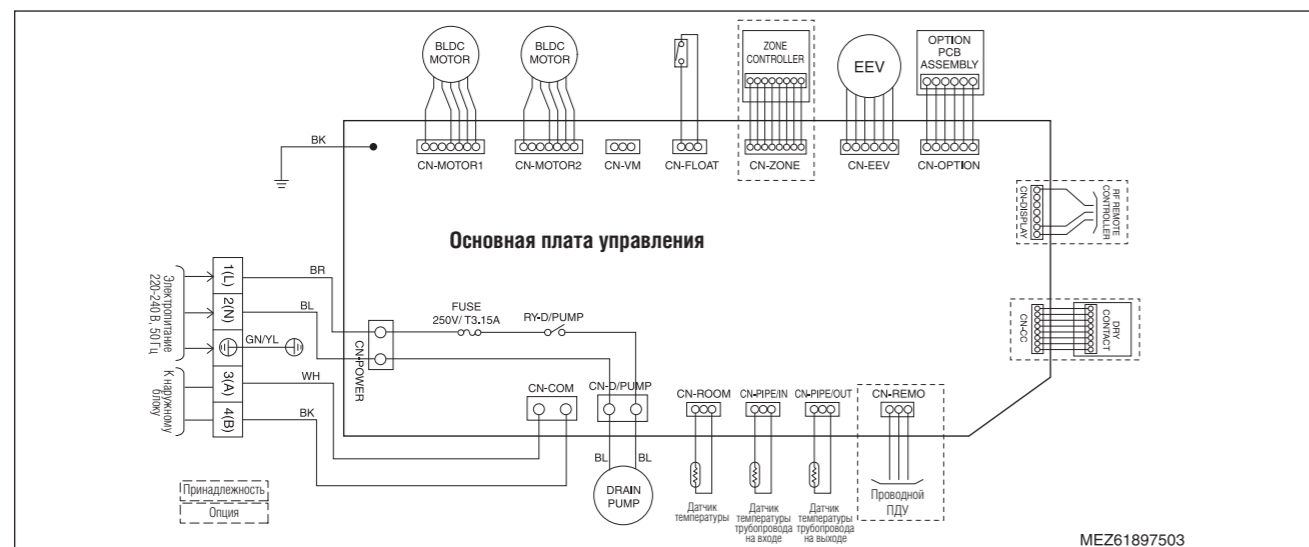 BLDC
MOTOR
BLDC
MOTOR
ZONE
CONTROLLER
EEV
OPTION
PCB
ASSEMBLY
BK
CN-MOTOR1
CN-MOTOR2
CN-VM
CN-FLOAT
CN-ZONE
CN-EEV
CN-OPTION
CN-DISPLAY
RF REMOTE
CONTROLLER
Основная плата управления
Электропитание
220-240 В, 50 Гц
1(L)
BR
2(N)
BL
GN/YL
К наружному
блоку
3(A)
WH
4(B)
BK
CN-POWER
FUSE
250V/ T3.15A
RY-D/PUMP
CN-CC
DRY
CONTACT
CN-COM
CN-D/PUMP
CN-ROOM
CN-PIPE/IN
CN-PIPE/OUT
CN-REMO
BL
BL
DRAIN
PUMP
Датчик
температуры
Датчик
температуры
трубопровода
на входе
Датчик
температуры
трубопровода
на выходе
Проводной
ПДУ
Принадлежность
Опция
MEZ61897503